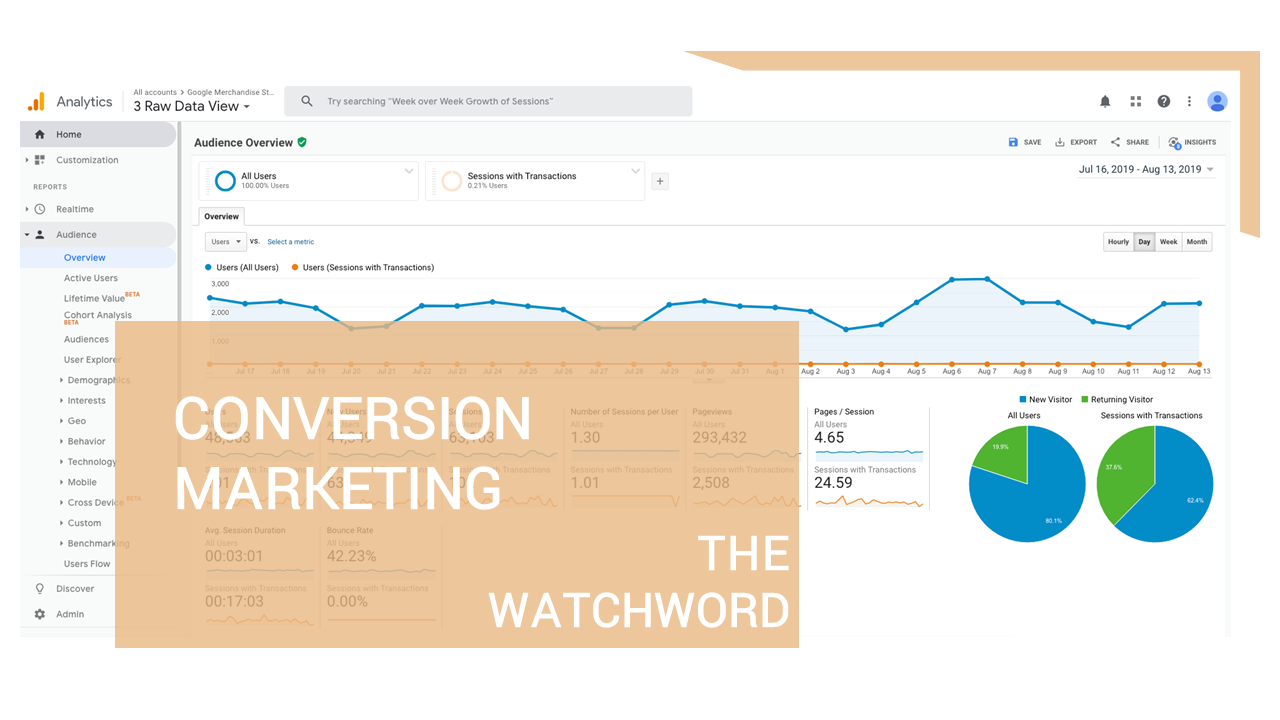 Analytics
All accounts > Google Merchandise St...
3 Raw Data View
Try searching "Week over Week Growth of Sessions"
Home
Customization
REPORTS
Realtime
Audience
Overview
Active Users
Lifetime Value BETA
Cohort Analysis
BETA
Audiences
User Explorer
Demographics
Interests
Geo
Behavior
Technology
Mobile
Cross Device BETA
Custom
Benchmarking
Users Flow
Discover
Admin
Audience Overview
SAVE EXPORT SHARE INSIGHTS
All Users
100.00% Users
Sessions with Transactions
0.21% Users
+
Jul 16, 2019 - Aug 13, 2019
Overview
Users VS. Select a metric
Hourly Day Week Month
Users (All Users) Users (Sessions with Transactions)
3,000
2,000
1,000
Jul 17 Jul 18 Jul 19 Jul 20 Jul 21 Jul 22 Jul 23 Jul 24 Jul 25 Jul 26 Jul 27 Jul 28 Jul 29 Jul 30 Jul 31 Aug 1 Aug 2 Aug 3 Aug 4 Aug 5 Aug 6 Aug 7 Aug 8 Aug 9 Aug 10 Aug 11 Aug 12 Aug 13
CONVERSION
MARKETING
THE
WATCHWORD
Number of Sessions per User
All Users
1.30
Sessions with Transactions
1.01
Pageviews
All Users
293,432
Sessions with Transactions
2,508
Pages / Session
All Users
4.65
Sessions with Transactions
24.59
Avg. Session Duration
All Users
00:03:01
Sessions with Transactions
00:17:03
Bounce Rate
All Users
42.23%
Sessions with Transactions
0.00%
New Visitor Returning Visitor
All Users
19.9%
80.1%
Sessions with Transactions
37.6%
62.4%